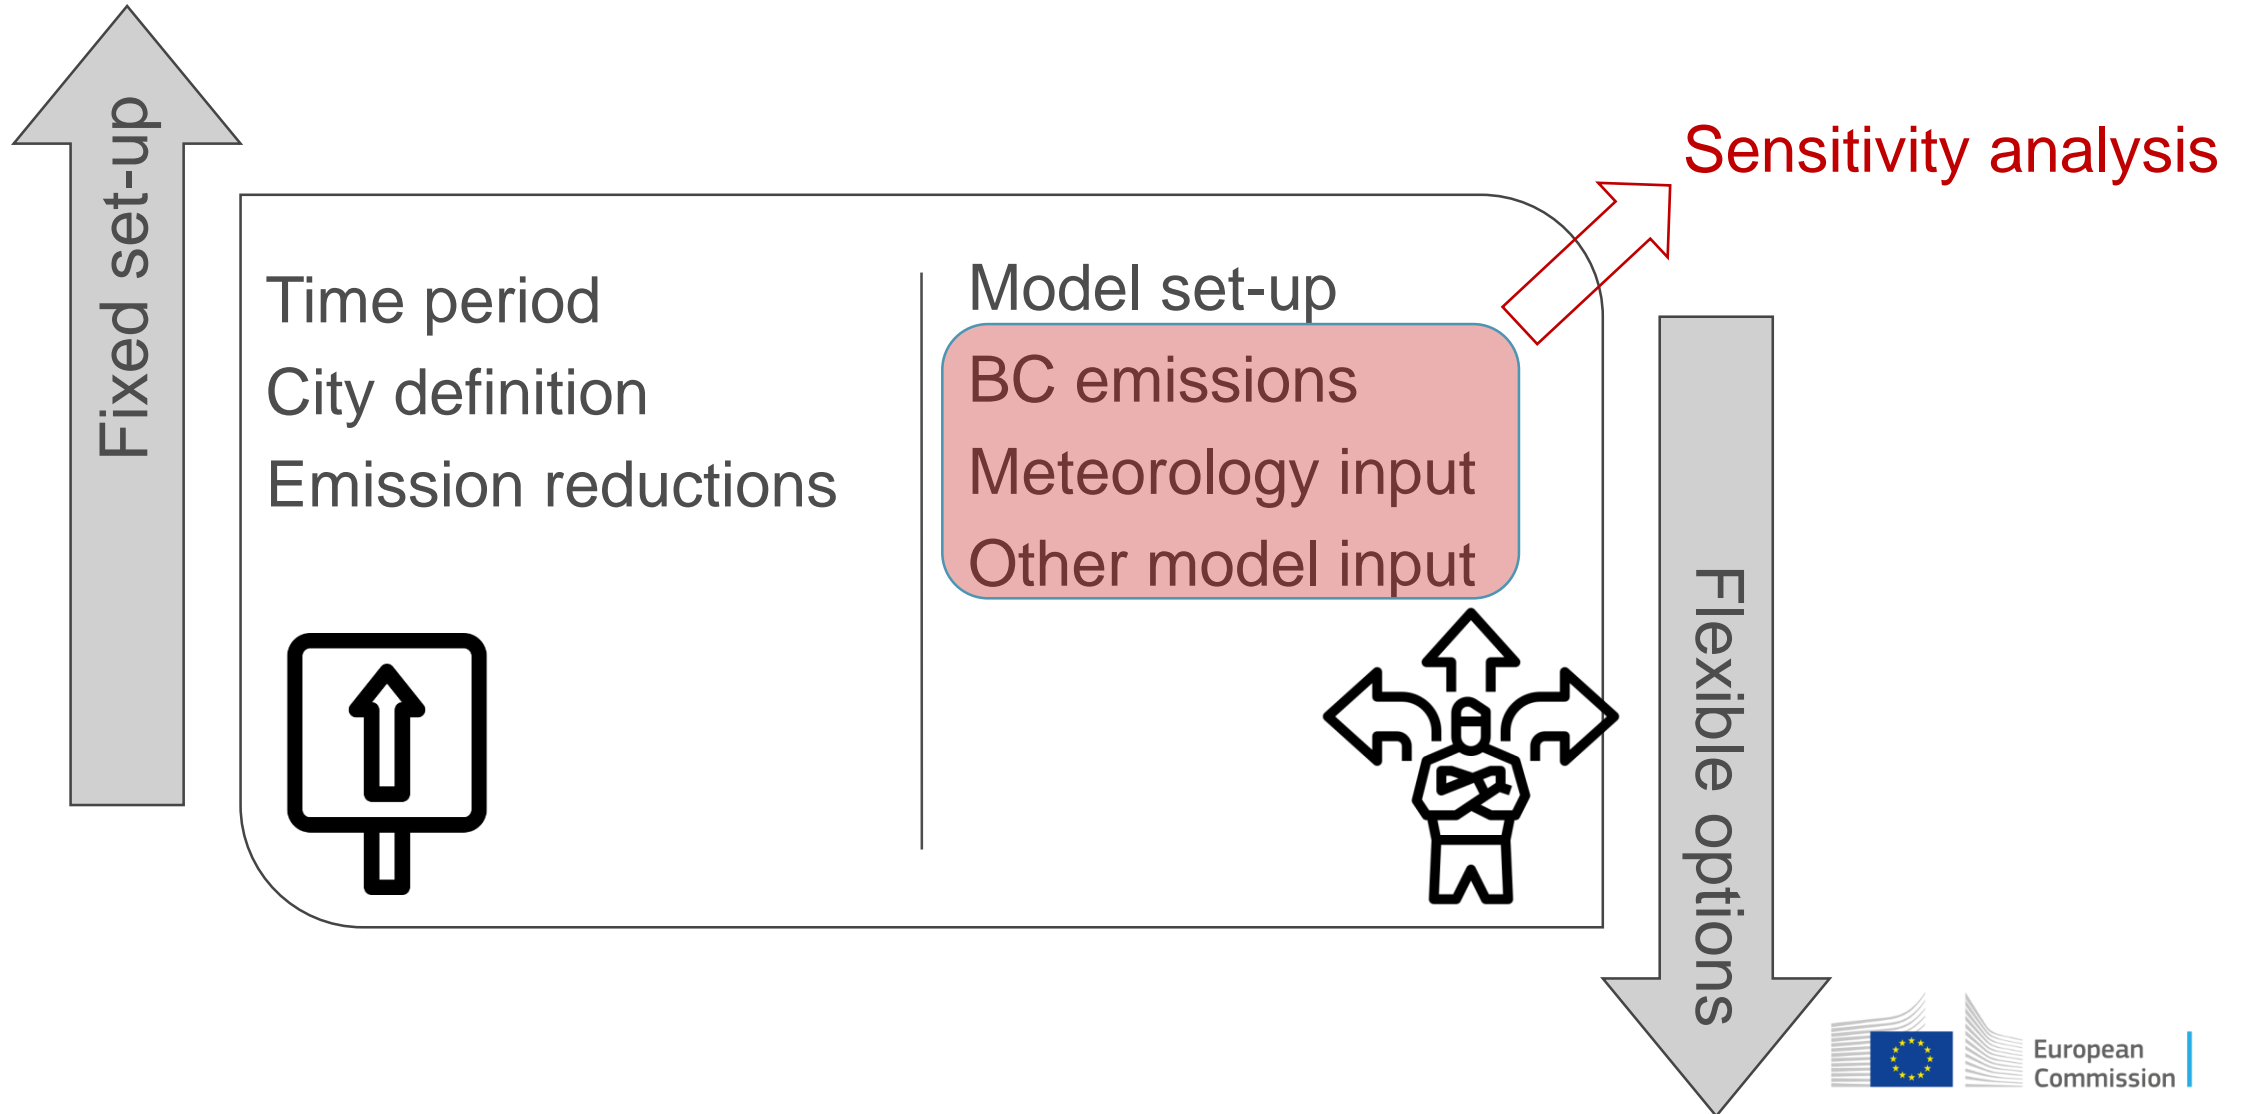 Fixed set-up
Time period
City definition
Emission reductions
Model set-up
BC emissions
Meteorology input
Other model input
Sensitivity analysis
Flexible options
European
Commission